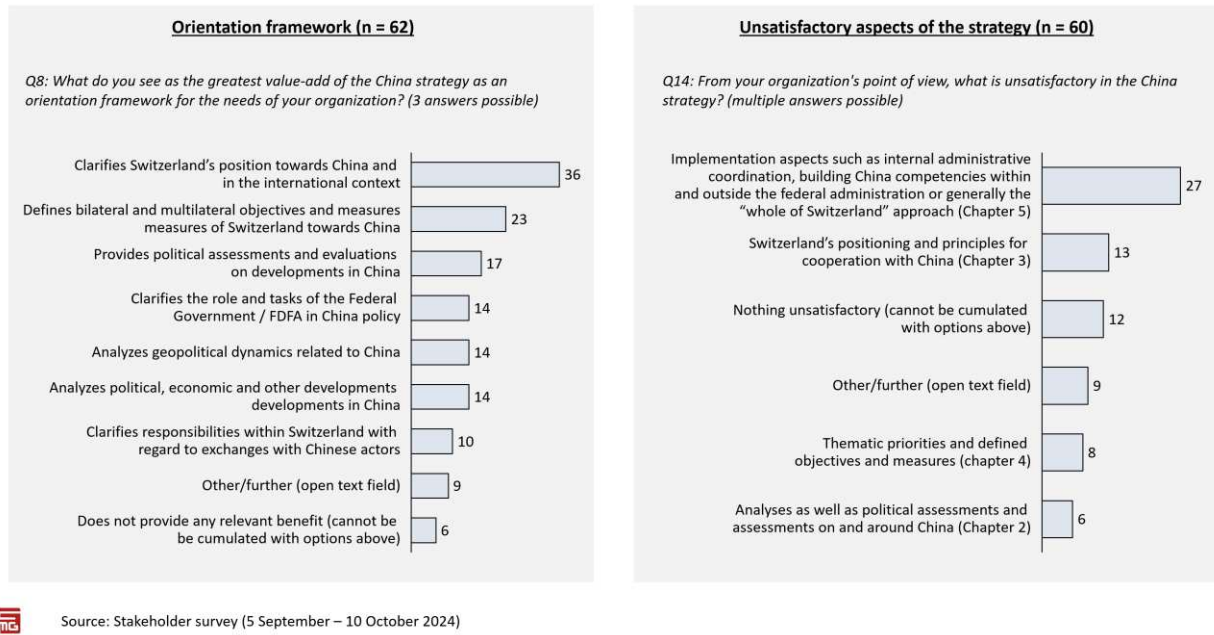 Orientation framework (n = 62)
Q8: What do you see as the greatest value-add of the China strategy as an
orientation framework for the needs of your organization? (3 answers possible)
Clarifies Switzerland's position towards China and
in the international context
36
Defines bilateral and multilateral objectives and measures
measures of Switzerland towards China
23
Provides political assessments and evaluations
on developments in China
17
Clarifies the role and tasks of the Federal
Government / FDFA in China policy
14
Analyzes geopolitical dynamics related to China
14
Analyzes political, economic and other developments
developments in China
14
Clarifies responsibilities within Switzerland with
regard to exchanges with Chinese actors
10
Other/further (open text field)
9
Does not provide any relevant benefit (cannot be
be cumulated with options above)
6
Unsatisfactory aspects of the strategy (n = 60)
Q14: From your organization's point of view, what is unsatisfactory in the China
strategy? (multiple answers possible)
Implementation aspects such as internal administrative
coordination, building China competencies within
and outside the federal administration or generally the
"whole of Switzerland" approach (Chapter 5)
27
Switzerland's positioning and principles for
cooperation with China (Chapter 3)
13
Nothing unsatisfactory (cannot be cumulated
with options above)
12
Other/further (open text field)
9
Thematic priorities and defined
objectives and measures (chapter 4)
8
Analyses as well as political assessments and
assessments on and around China (Chapter 2)
6
Source: Stakeholder survey (5 September – 10 October 2024)